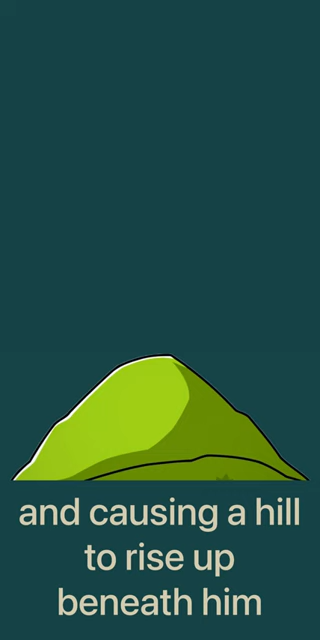 and causing a hill
to rise up
beneath him